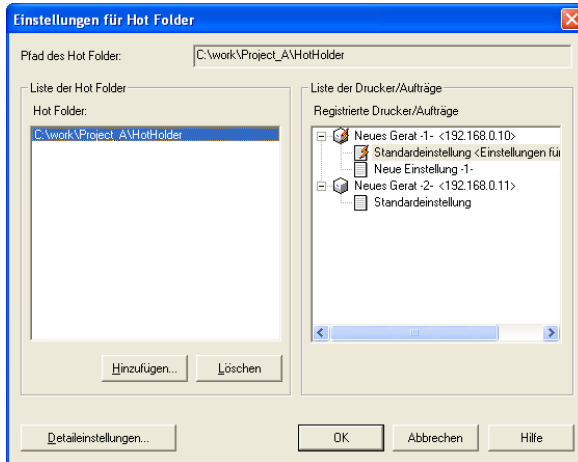 Einstellungen für Hot Folder
Pfad des Hot Folder: C:\work\Project_A\HotHolder
Liste der Hot Folder
Hot Folder:
C:\work\Project_A\HotHolder
Hinzufügen... Löschen
Liste der Drucker/Aufträge
Registrierte Drucker/Aufträge
Neues Gerat -1- <192.168.0.10>
Standardeinstellung <Einstellungen für
Neue Einstellung -1-
Neues Gerat -2- <192.168.0.11>
Standardeinstellung
Detaileinstellungen... OK Abbrechen Hilfe